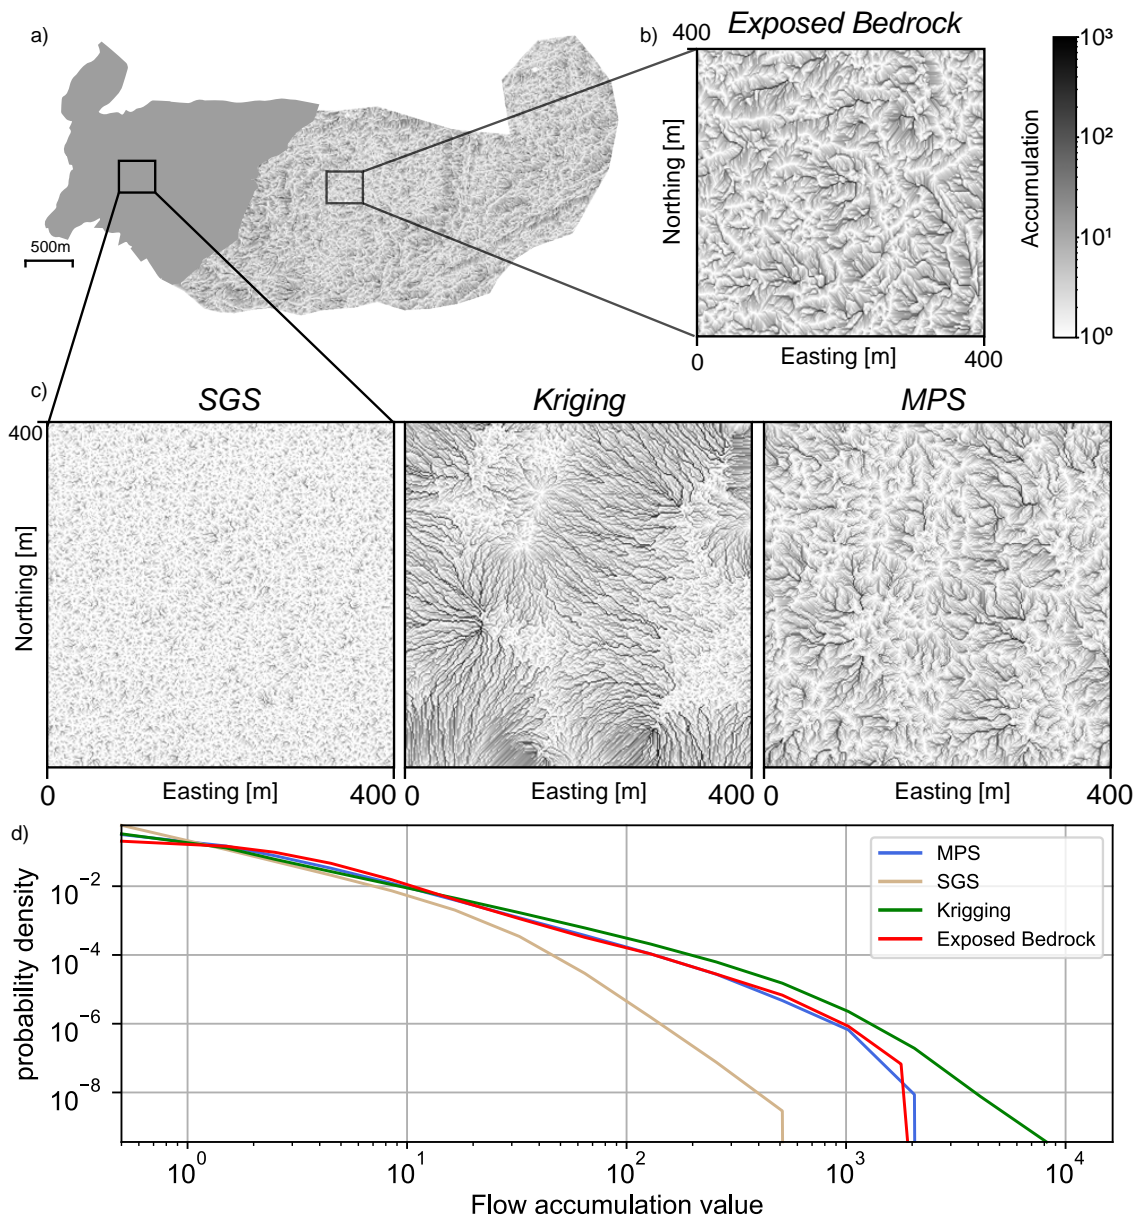 a)
b)
Exposed Bedrock
400
Northing [m]
0
Easting [m]
400
Accumulation
10³
10²
10¹
10⁰
500m
c)
SGS
Kriging
MPS
400
Northing [m]
0
Easting [m]
400
Easting [m]
400
0
Easting [m]
400
d)
probability density
10⁻²
10⁻⁴
10⁻⁶
10⁻⁸
MPS
SGS
Krigging
Exposed Bedrock
10⁰
10¹
10²
10³
10⁴
Flow accumulation value